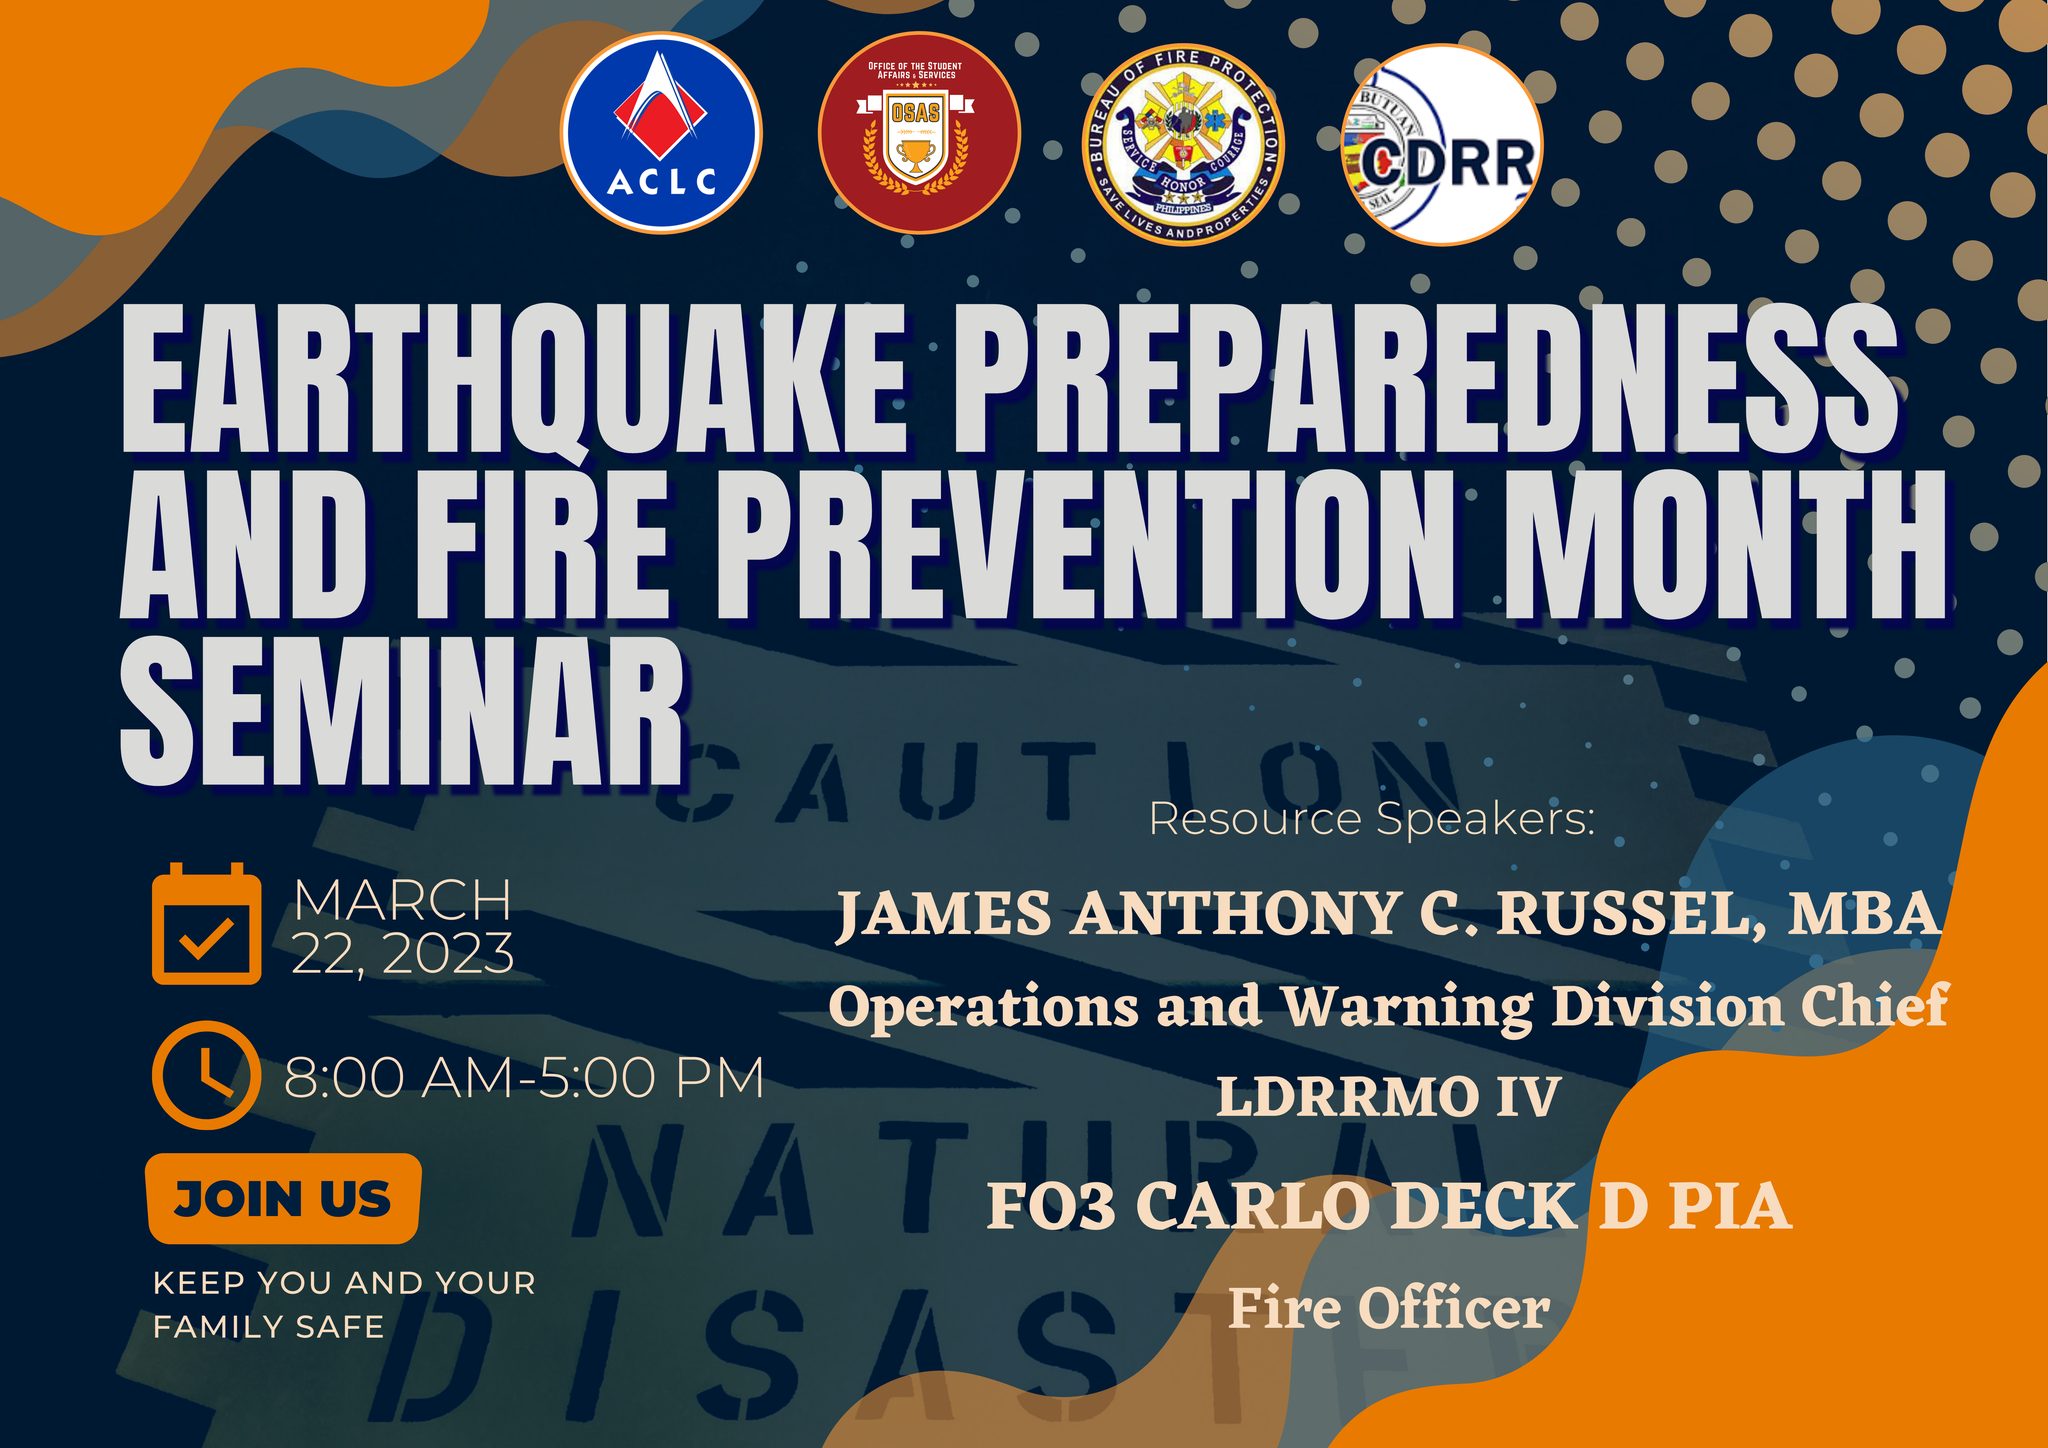 ACLC
OFFICE OF THE STUDENT
AFFAIRS & SERVICES
OSAS
BUREAU OF FIRE PROTECTION
SERVICE HONOR COURAGE
PHILIPPINES
SAVE LIVES AND PROPERTIES
BUTUAN
CDRR
SEAL
EARTHQUAKE PREPAREDNESS
AND FIRE PREVENTION MONTH
SEMINAR
CAUTION
NATURAL
DISASTER
MARCH
22, 2023
8:00 AM-5:00 PM
JOIN US
KEEP YOU AND YOUR
FAMILY SAFE
Resource Speakers:
JAMES ANTHONY C. RUSSEL, MBA
Operations and Warning Division Chief
LDRRMO IV
FO3 CARLO DECK D PIA
Fire Officer